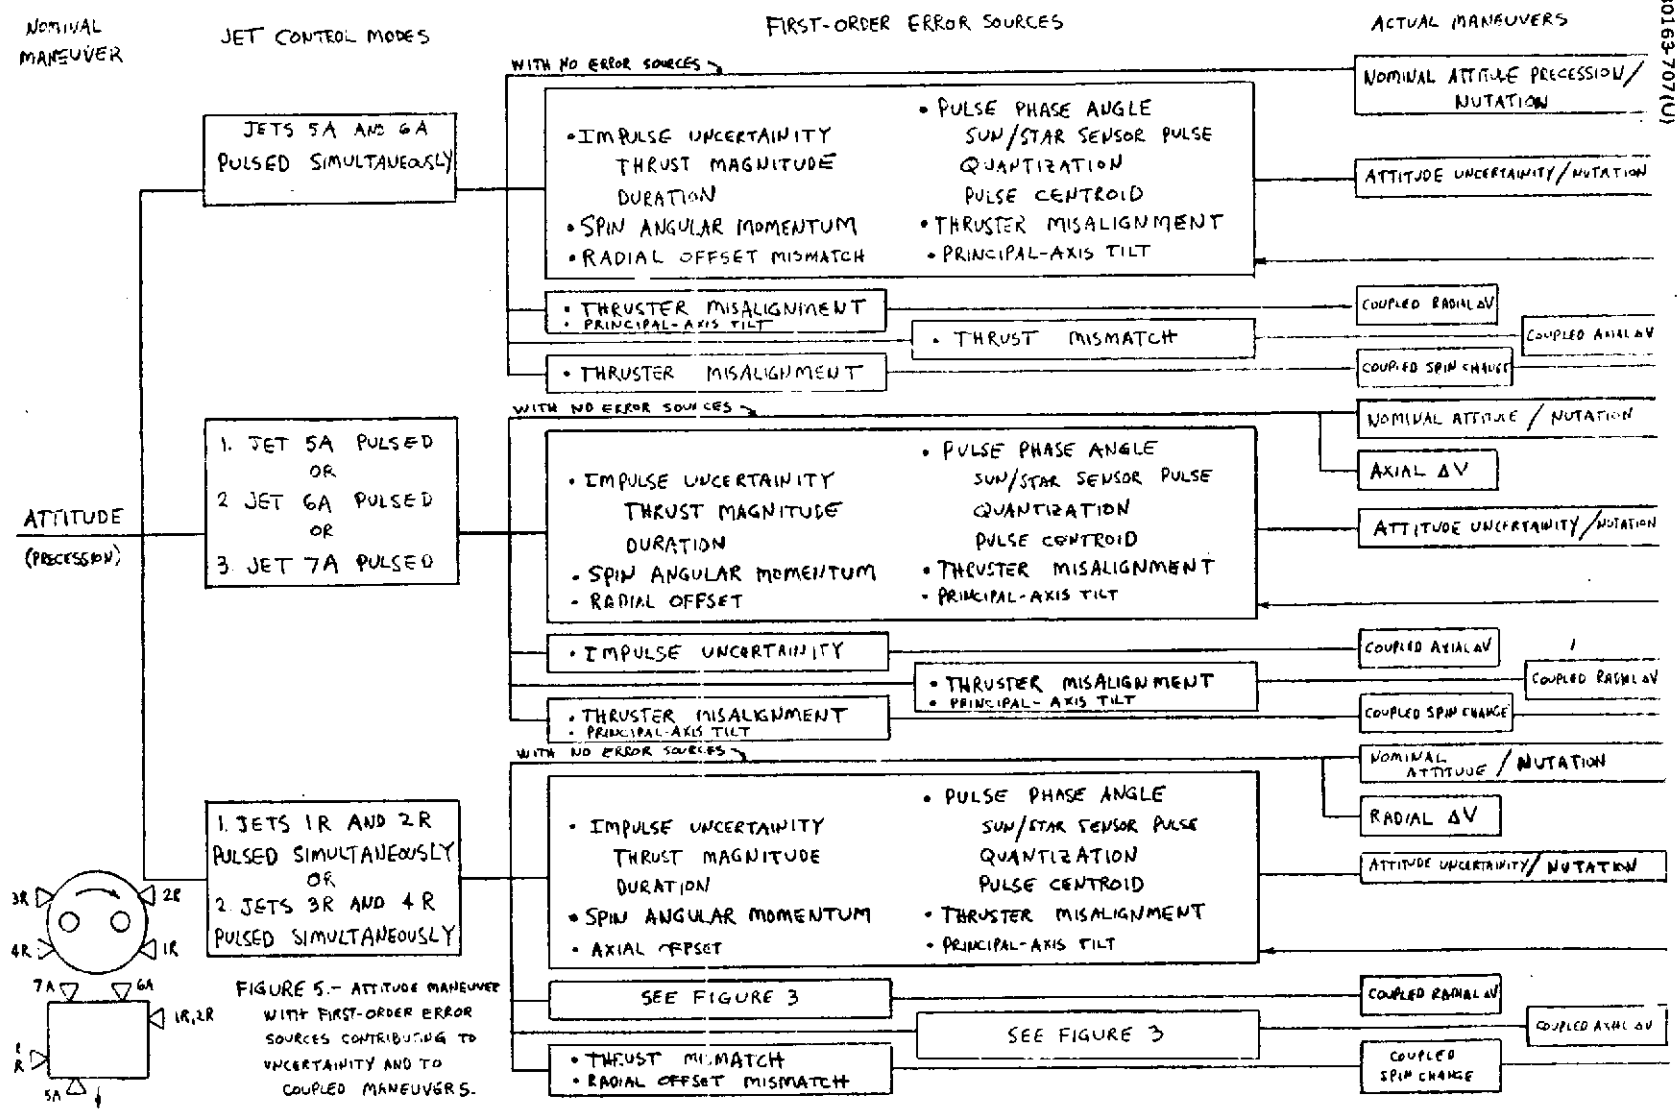 NOMINAL
MANEUVER
JET CONTROL MODES
FIRST-ORDER ERROR SOURCES
ACTUAL MANEUVERS
30163-707(U)
WITH NO ERROR SOURCES
NOMINAL ATTITUDE PRECESSION/
NUTATION
JETS 5A AND 6A
PULSED SIMULTANEOUSLY
• IMPULSE UNCERTAINITY
THRUST MAGNITUDE
DURATION
• SPIN ANGULAR MOMENTUM
• RADIAL OFFSET MISMATCH
• PULSE PHASE ANGLE
SUN/STAR SENSOR PULSE
QUANTIZATION
PULSE CENTROID
• THRUSTER MISALIGNMENT
• PRINCIPAL-AXIS TILT
ATTITUDE UNCERTAINITY/NUTATION
• THRUSTER MISALIGNMENT
• PRINCIPAL-AXIS TILT
COUPLED RADIAL ΔV
• THRUST MISMATCH
COUPLED AXIAL ΔV
• THRUSTER MISALIGNMENT
COUPLED SPIN CHANGE
ATTITUDE
(PRECESSION)
WITH NO ERROR SOURCES
NOMINAL ATTITUDE / NUTATION
AXIAL ΔV
1. JET 5A PULSED
OR
2 JET 6A PULSED
OR
3. JET 7A PULSED
• IMPULSE UNCERTAINITY
THRUST MAGNITUDE
DURATION
• SPIN ANGULAR MOMENTUM
• RADIAL OFFSET
• PULSE PHASE ANGLE
SUN/STAR SENSOR PULSE
QUANTIZATION
PULSE CENTROID
• THRUSTER MISALIGNMENT
• PRINCIPAL-AXIS TILT
ATTITUDE UNCERTAINITY/NUTATION
• IMPULSE UNCERTAINITY
COUPLED AXIAL ΔV
• THRUSTER MISALIGNMENT
• PRINCIPAL-AXIS TILT
COUPLED RADIAL ΔV
• THRUSTER MISALIGNMENT
• PRINCIPAL-AXIS TILT
COUPLED SPIN CHANGE
WITH NO ERROR SOURCES
NOMINAL
ATTITUDE / NUTATION
RADIAL ΔV
1. JETS 1R AND 2R
PULSED SIMULTANEOUSLY
OR
2. JETS 3R AND 4R
PULSED SIMULTANEOUSLY
• IMPULSE UNCERTAINITY
THRUST MAGNITUDE
DURATION
• SPIN ANGULAR MOMENTUM
• AXIAL OFFSET
• PULSE PHASE ANGLE
SUN/STAR SENSOR PULSE
QUANTIZATION
PULSE CENTROID
• THRUSTER MISALIGNMENT
• PRINCIPAL-AXIS TILT
ATTITUDE UNCERTAINITY/NUTATION
SEE FIGURE 3
COUPLED RADIAL ΔV
SEE FIGURE 3
COUPLED AXIAL ΔV
• THRUST MISMATCH
• RADIAL OFFSET MISMATCH
COUPLED
SPIN CHANGE
3R
2R
4R
1R
7A
6A
1R,2R
R
5A
FIGURE 5.- ATTITUDE MANEUVER
WITH FIRST-ORDER ERROR
SOURCES CONTRIBUTING TO
UNCERTAINITY AND TO
COUPLED MANEUVERS.